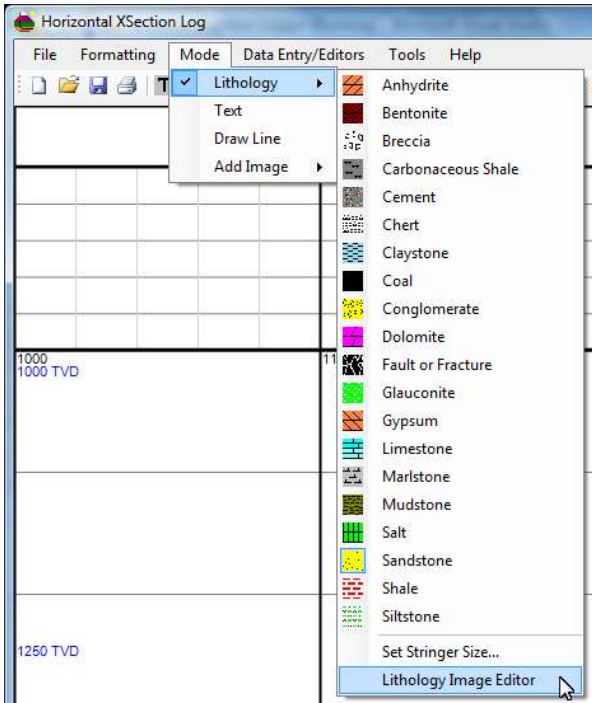 Horizontal XSection Log
File Formatting Mode Data Entry/Editors Tools Help
T
Lithology
Text
Draw Line
Add Image
Anhydrite
Bentonite
Breccia
Carbonaceous Shale
Cement
Chert
Claystone
Coal
Conglomerate
Dolomite
Fault or Fracture
Glauconite
Gypsum
Limestone
Marlstone
Mudstone
Salt
Sandstone
Shale
Siltstone
Set Stringer Size...
Lithology Image Editor
1000
11
1000 TVD
1250 TVD